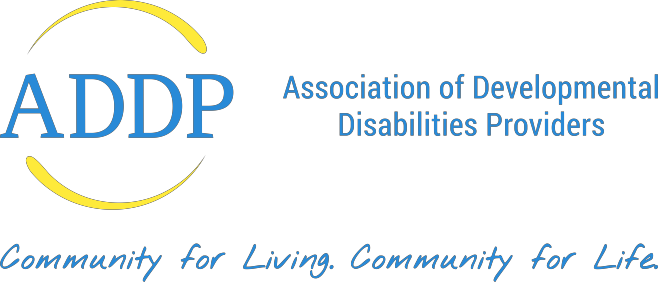 ADDP
Association of Developmental
Disabilities Providers
Community for Living. Community for Life.